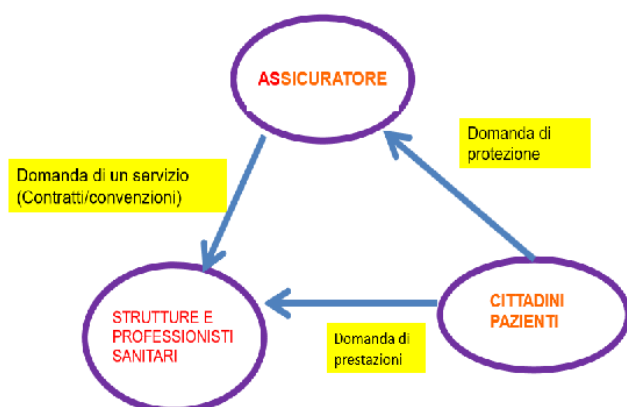 ASSICURATORE
Domanda di
protezione
Domanda di un servizio
(Contratti/convenzioni)
STRUTTURE E
PROFESSIONISTI
SANITARI
CITTADINI
PAZIENTI
Domanda di
prestazioni